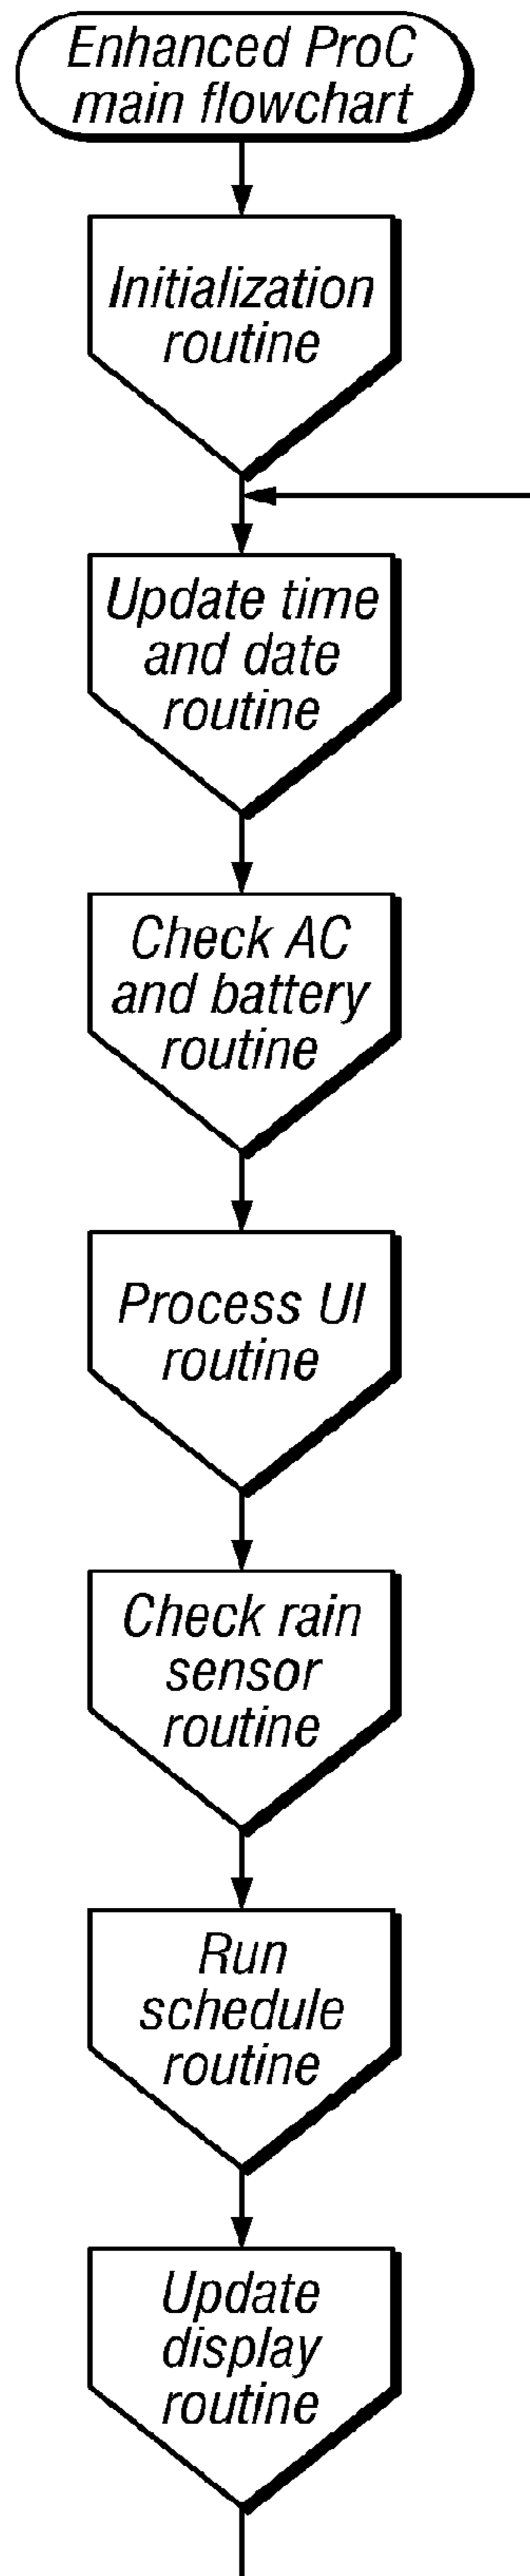 Enhanced ProC
main flowchart
Initialization
routine
Update time
and date
routine
Check AC
and battery
routine
Process UI
routine
Check rain
sensor
routine
Run
schedule
routine
Update
display
routine